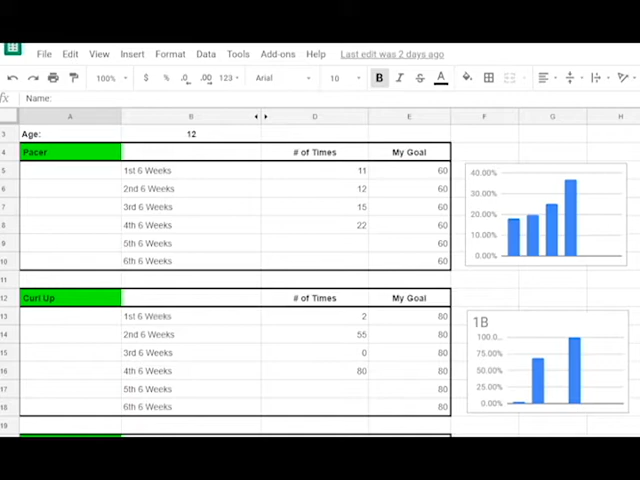 File Edit View Insert Format Data Tools Add-ons Help Last edit was 2 days ago
100% $ % .0 .00 123 Arial 10 B I S A
fx Name:
A B D E F G H
3 Age: 12
4 Pacer # of Times My Goal
5 1st 6 Weeks 11 60
6 2nd 6 Weeks 12 60
7 3rd 6 Weeks 15 60
8 4th 6 Weeks 22 60
9 5th 6 Weeks 60
10 6th 6 Weeks 60
40.00%
30.00%
20.00%
10.00%
0.00%
11
12 Curl Up # of Times My Goal
13 1st 6 Weeks 2 80
14 2nd 6 Weeks 55 80
15 3rd 6 Weeks 0 80
16 4th 6 Weeks 80 80
17 5th 6 Weeks 80
18 6th 6 Weeks 80
1B
100.0...
75.00%
50.00%
25.00%
0.00%
19